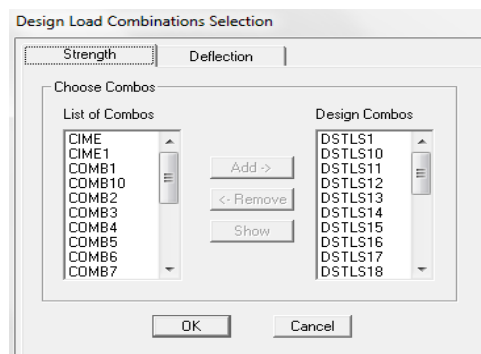 Design Load Combinations Selection
Strength
Deflection
Choose Combos
List of Combos
CIME
CIME1
COMB1
COMB10
COMB2
COMB3
COMB4
COMB5
COMB6
COMB7
Add ->
<- Remove
Show
Design Combos
DSTLS1
DSTLS10
DSTLS11
DSTLS12
DSTLS13
DSTLS14
DSTLS15
DSTLS16
DSTLS17
DSTLS18
OK
Cancel